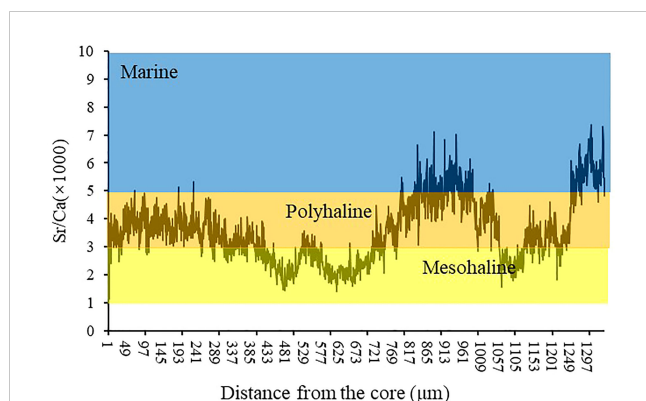 10
9
8
7
6
5
4
3
2
1
0
Sr/Ca(×1000)
Marine
Polyhaline
Mesohaline
1 49 97 145 193 241 289 337 385 433 481 529 577 625 673 721 769 817 865 913 961 1009 1057 1105 1153 1201 1249 1297
Distance from the core (µm)